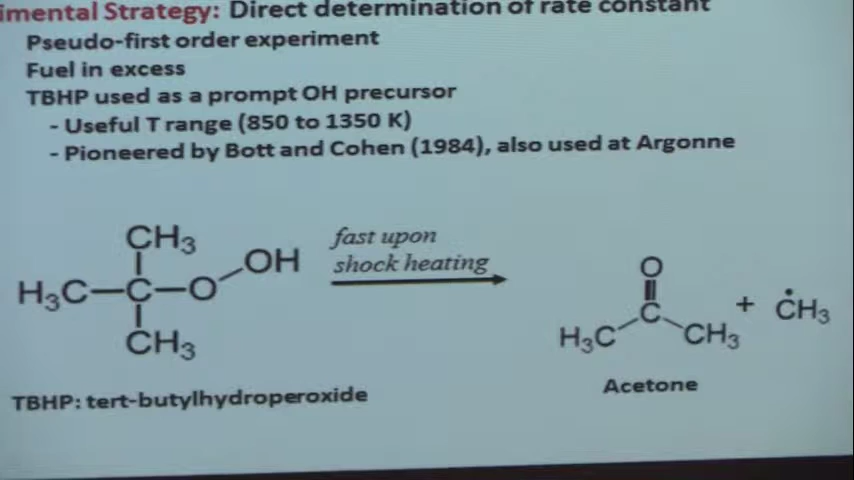 imental Strategy: Direct determination of rate constant
Pseudo-first order experiment
Fuel in excess
TBHP used as a prompt OH precursor
- Useful T range (850 to 1350 K)
- Pioneered by Bott and Cohen (1984), also used at Argonne
CH3
H3C—C—O OH
CH3
fast upon
shock heating
O
C
H3C CH3 + ĊH3
TBHP: tert-butylhydroperoxide
Acetone